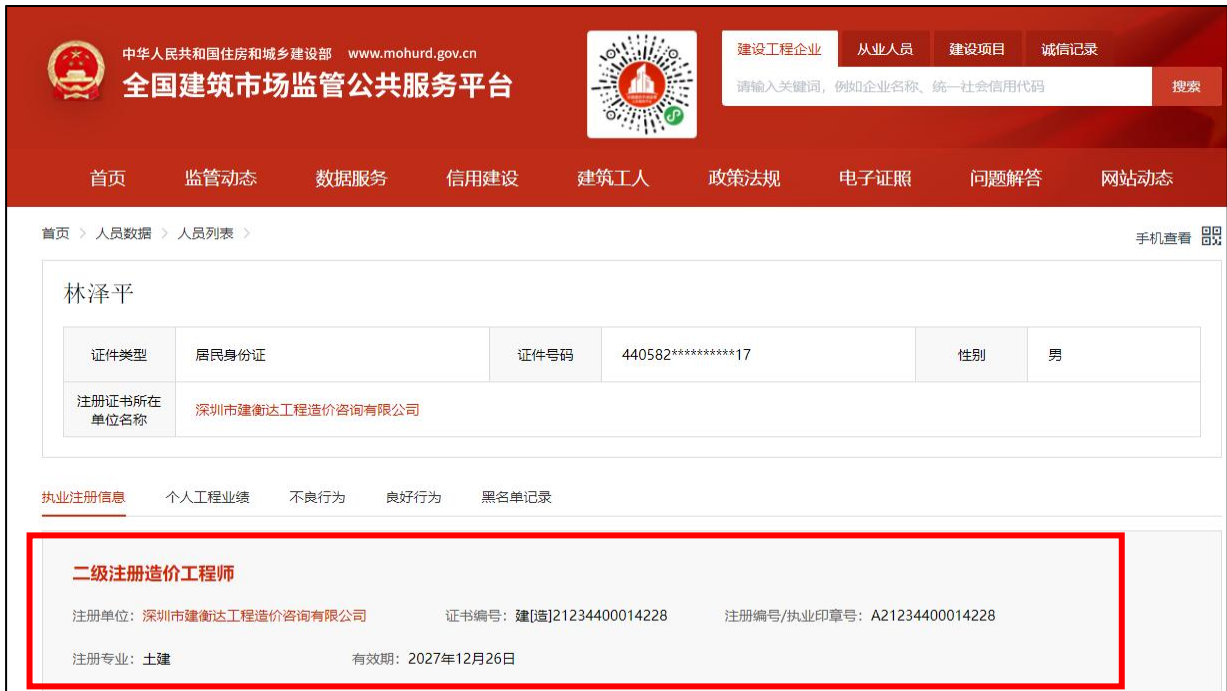 中华人民共和国住房和城乡建设部 www.mohurd.gov.cn
全国建筑市场监管公共服务平台
建设工程企业 从业人员 建设项目 诚信记录
请输入关键词，例如企业名称、统一社会信用代码 搜索
首页 监管动态 数据服务 信用建设 建筑工人 政策法规 电子证照 问题解答 网站动态
首页 > 人员数据 > 人员列表 >
手机查看
林泽平
证件类型 居民身份证 证件号码 440582**********17 性别 男
注册证书所在
单位名称
深圳市建衡达工程造价咨询有限公司
执业注册信息 个人工程业绩 不良行为 良好行为 黑名单记录
二级注册造价工程师
注册单位：深圳市建衡达工程造价咨询有限公司 证书编号：建[造]21234400014228 注册编号/执业印章号：A21234400014228
注册专业：土建 有效期：2027年12月26日